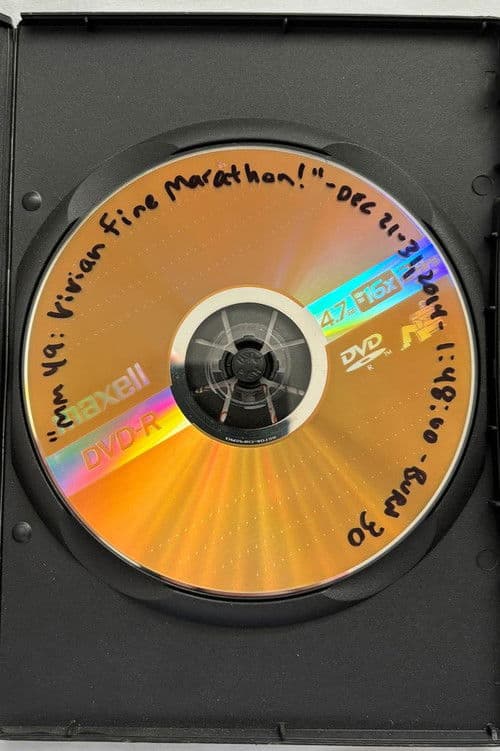 "MM 49: Vivian Fine Marathon!" - DEC 21-31, 2014 - 1:48:00 - BURN 30
maxell
DVD-R
4.7
16x
DVD
R